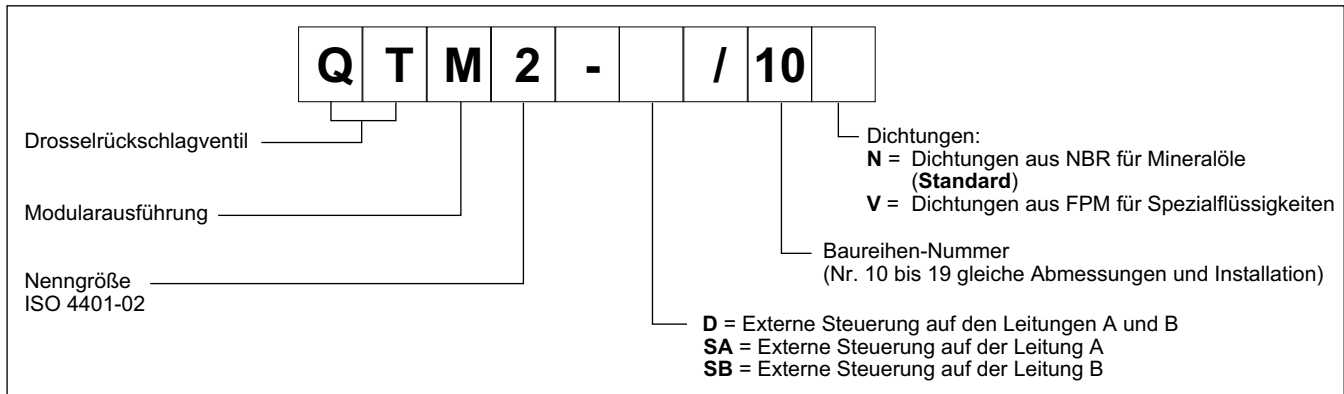 Q T M 2 - / 10
Drosselrückschlagventil
Modularausführung
Nenngröße
ISO 4401-02
Dichtungen:
N = Dichtungen aus NBR für Mineralöle
(Standard)
V = Dichtungen aus FPM für Spezialflüssigkeiten
Baureihen-Nummer
(Nr. 10 bis 19 gleiche Abmessungen und Installation)
D = Externe Steuerung auf den Leitungen A und B
SA = Externe Steuerung auf der Leitung A
SB = Externe Steuerung auf der Leitung B